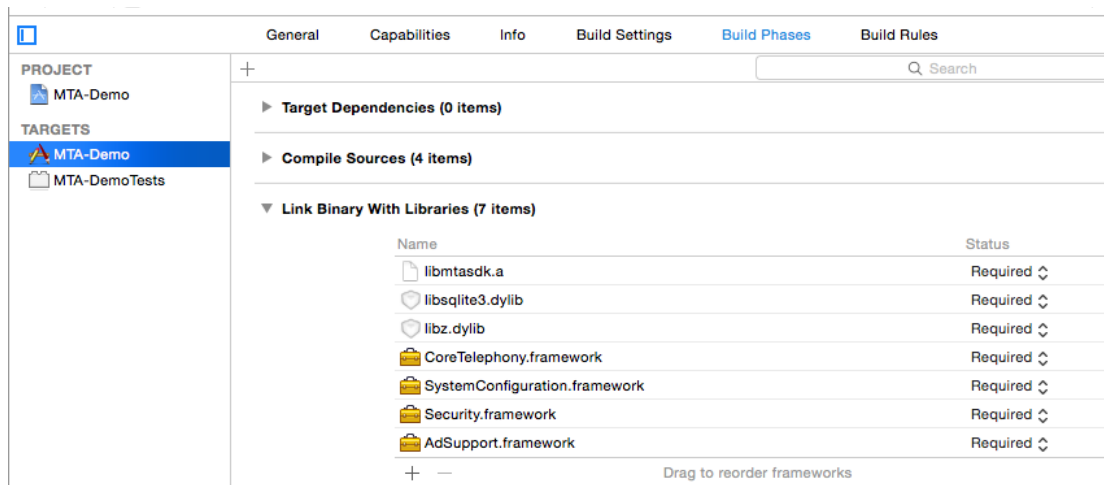 General Capabilities Info Build Settings Build Phases Build Rules
PROJECT
MTA-Demo
TARGETS
MTA-Demo
MTA-DemoTests
Search
Target Dependencies (0 items)
Compile Sources (4 items)
Link Binary With Libraries (7 items)
Name Status
libmtasdk.a Required
libsqlite3.dylib Required
libz.dylib Required
CoreTelephony.framework Required
SystemConfiguration.framework Required
Security.framework Required
AdSupport.framework Required
Drag to reorder frameworks